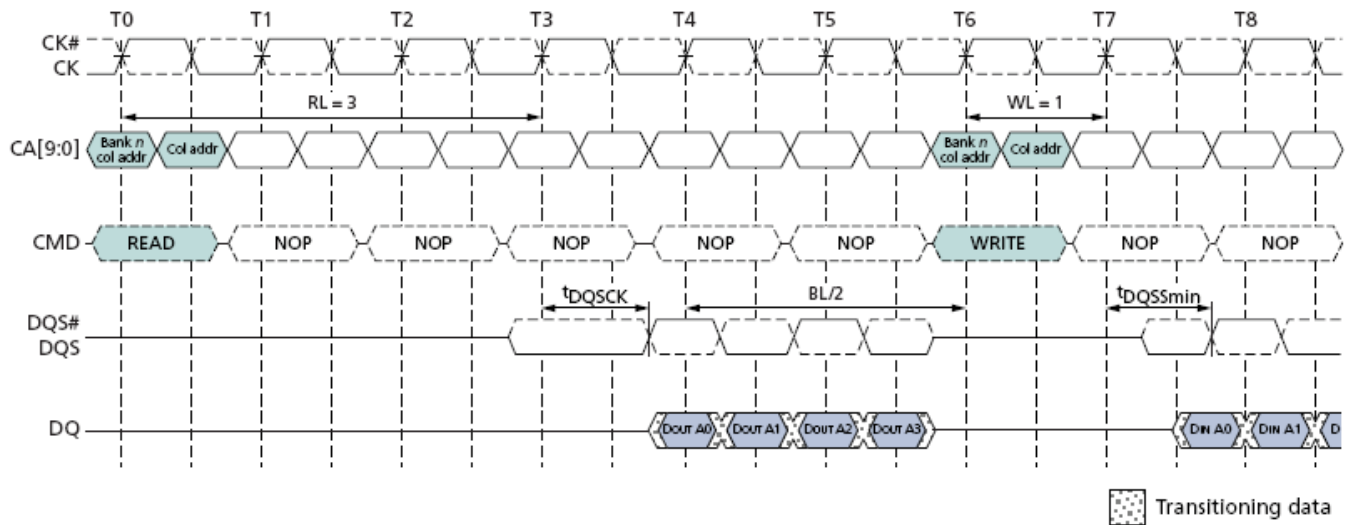 T0 T1 T2 T3 T4 T5 T6 T7 T8
CK#
CK
RL = 3 WL = 1
CA[9:0] Bank n col addr Col addr Bank n col addr Col addr
CMD READ NOP NOP NOP NOP NOP WRITE NOP NOP
tDQSCK BL/2 tDQSSmin
DQS#
DQS
DQ DOUT A0 DOUT A1 DOUT A2 DOUT A3 DIN A0 DIN A1 D
Transitioning data